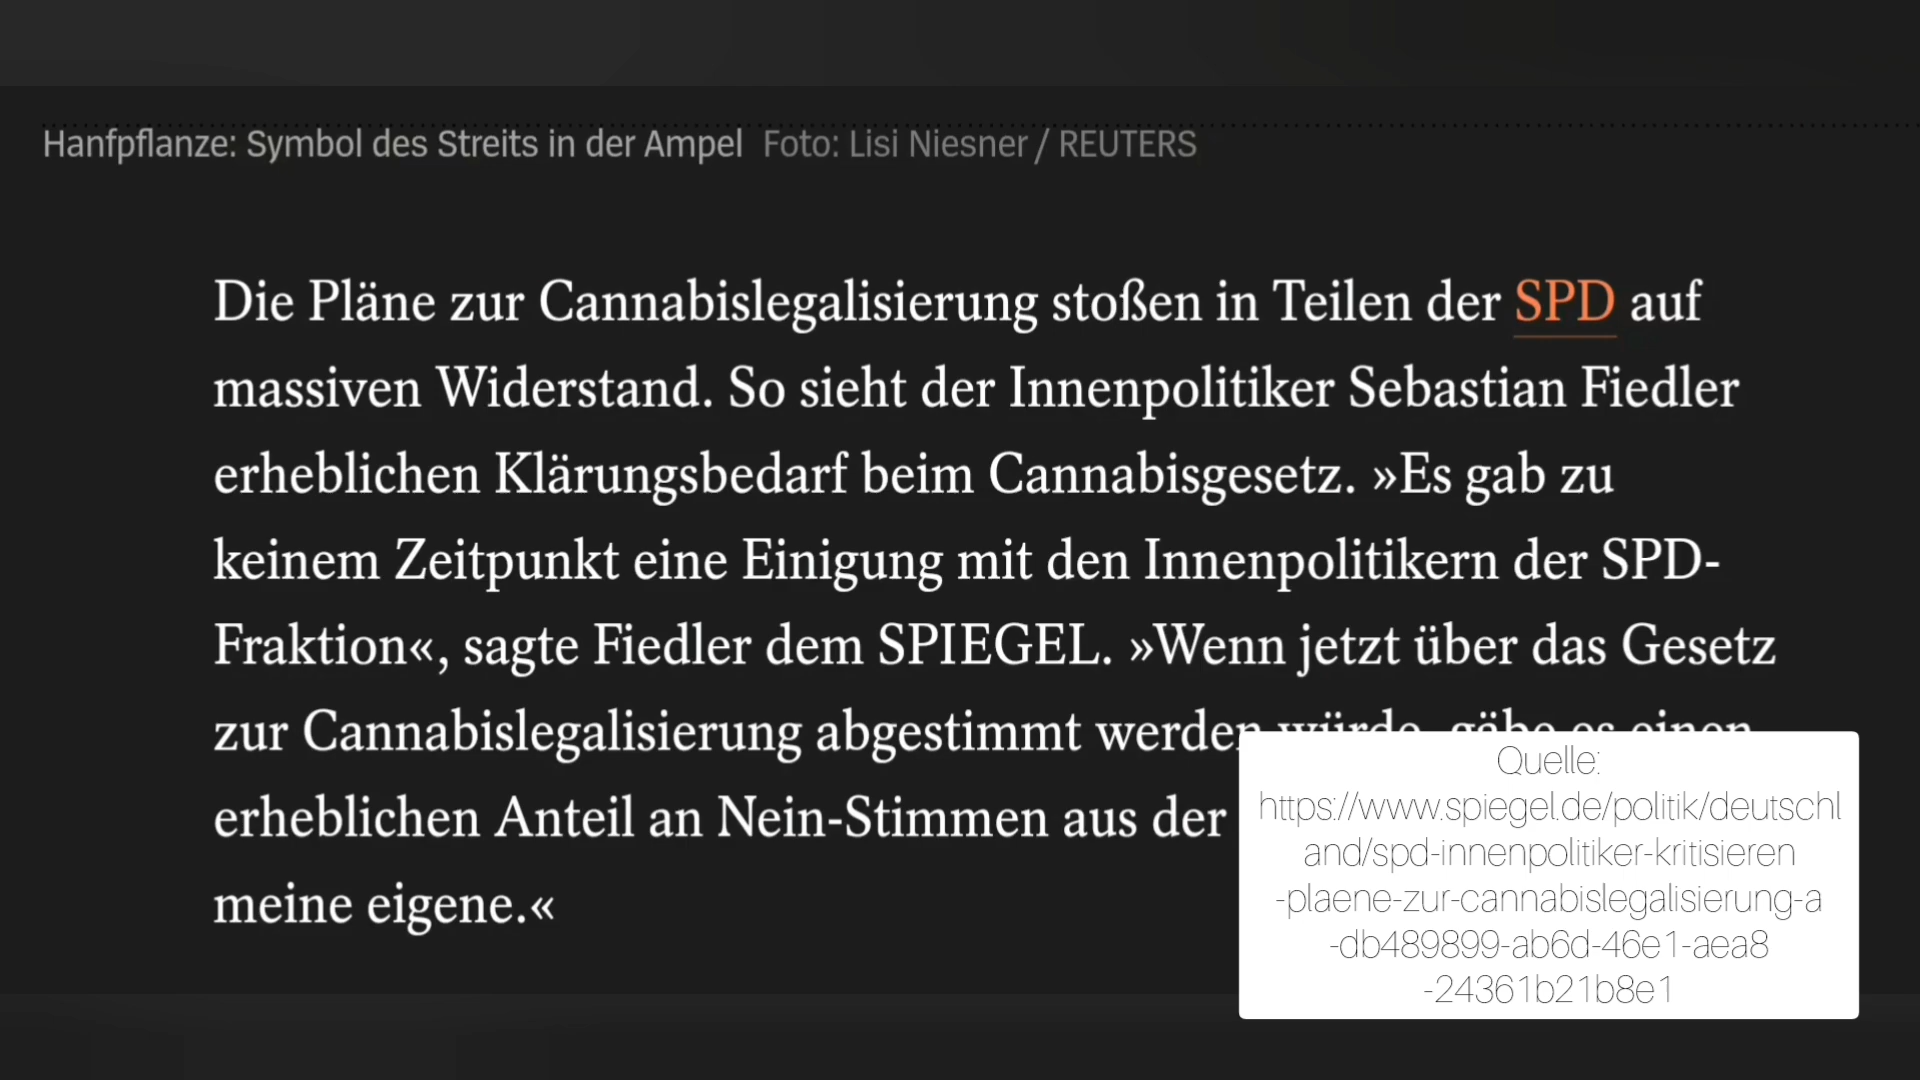 Hanfpflanze: Symbol des Streits in der Ampel Foto: Lisi Niesner / REUTERS
Die Pläne zur Cannabislegalisierung stoßen in Teilen der SPD auf
massiven Widerstand. So sieht der Innenpolitiker Sebastian Fiedler
erheblichen Klärungsbedarf beim Cannabisgesetz. »Es gab zu
keinem Zeitpunkt eine Einigung mit den Innenpolitikern der SPD-
Fraktion«, sagte Fiedler dem SPIEGEL. »Wenn jetzt über das Gesetz
zur Cannabislegalisierung abgestimmt werden würde, gäbe es einen
erheblichen Anteil an Nein-Stimmen aus der
meine eigene.«
Quelle:
https://www.spiegel.de/politik/deutschl
and/spd-innenpolitiker-kritisieren
-plaene-zur-cannabislegalisierung-a
-db489899-ab6d-46e1-aea8
-24361b21b8e1